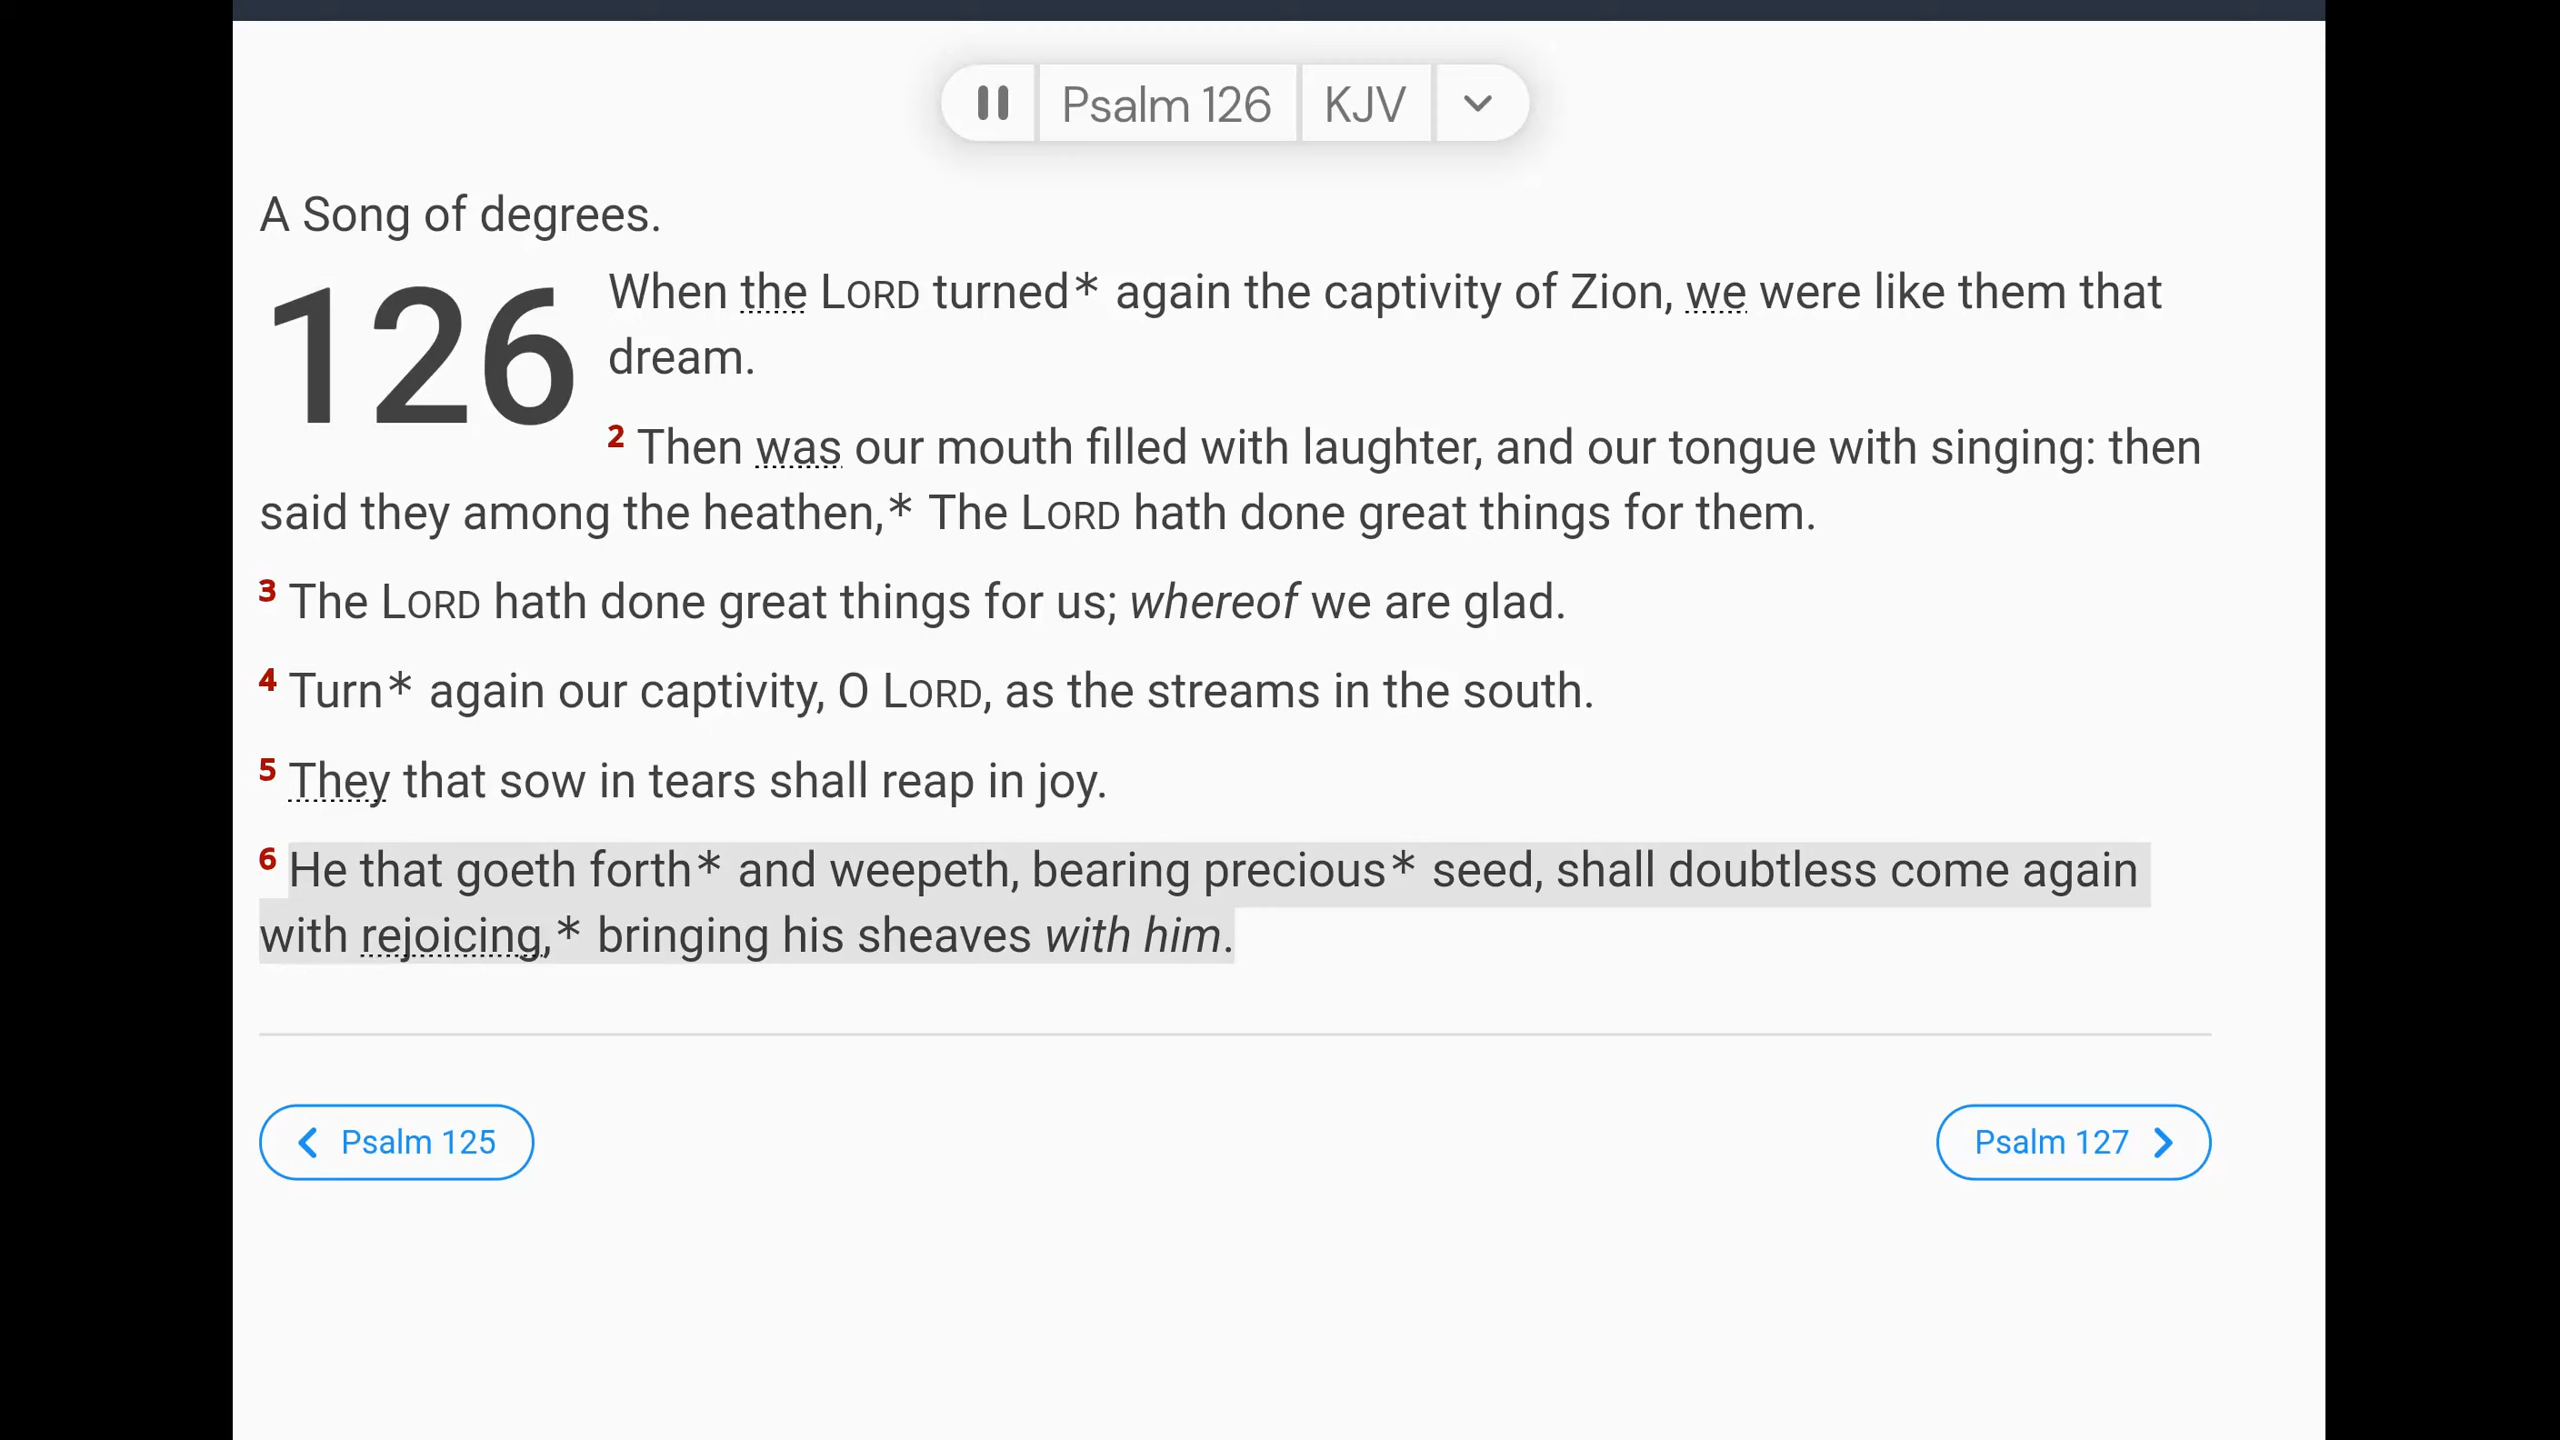 Psalm 126 KJV
A Song of degrees.
126
When the LORD turned* again the captivity of Zion, we were like them that
dream.
2 Then was our mouth filled with laughter, and our tongue with singing: then
said they among the heathen,* The LORD hath done great things for them.
3 The LORD hath done great things for us; whereof we are glad.
4 Turn* again our captivity, O LORD, as the streams in the south.
5 They that sow in tears shall reap in joy.
6 He that goeth forth* and weepeth, bearing precious* seed, shall doubtless come again
with rejoicing,* bringing his sheaves with him.
Psalm 125
Psalm 127